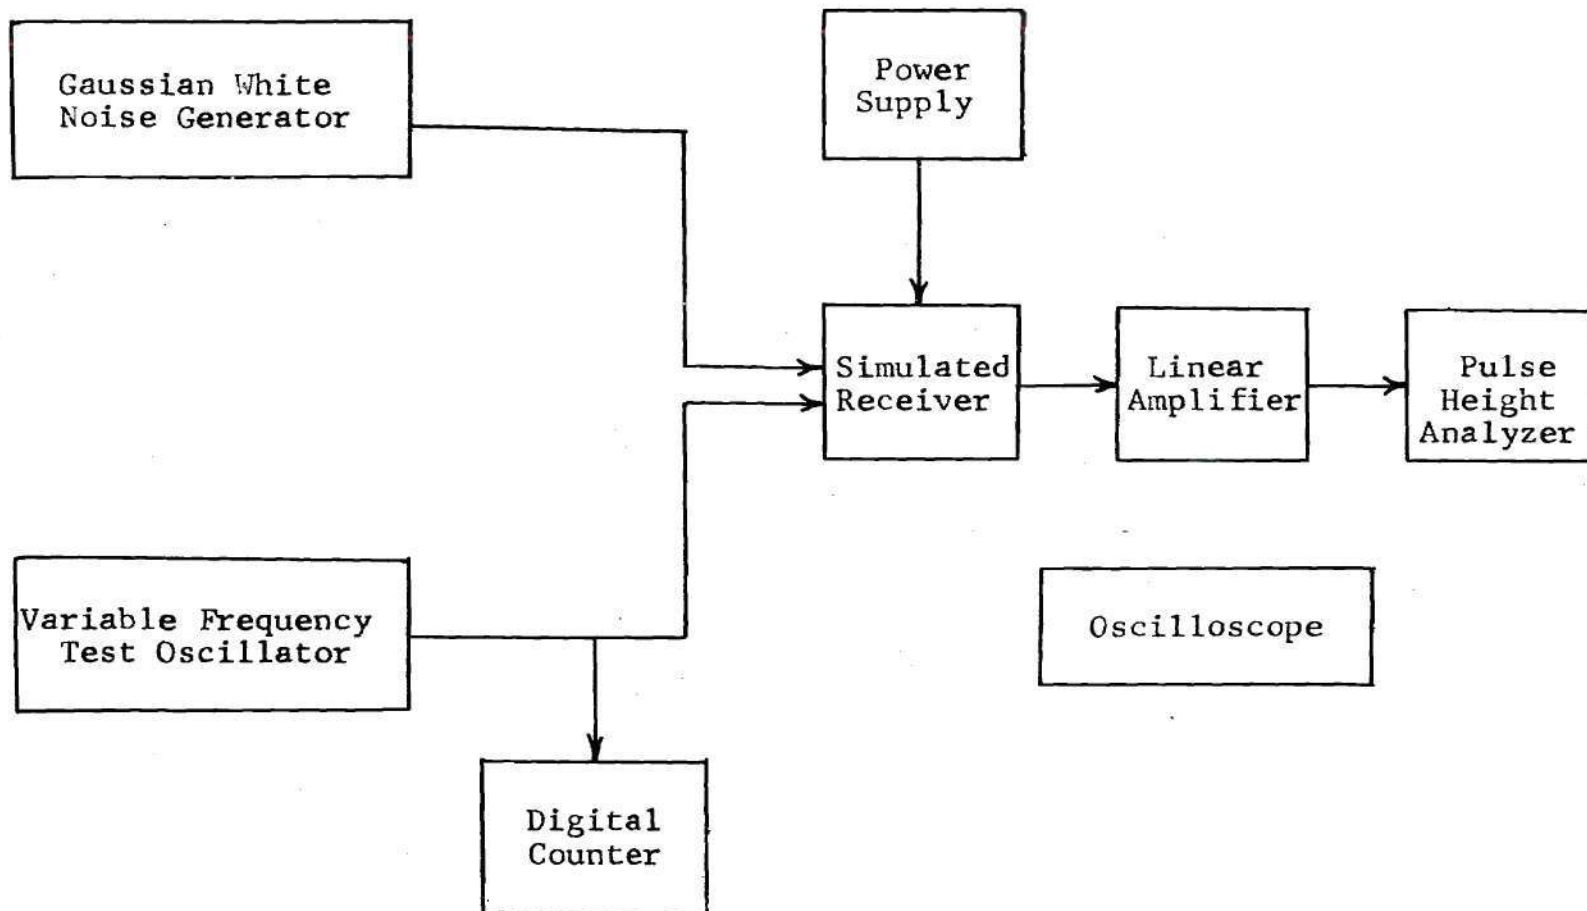 Gaussian White
Noise Generator
Power
Supply
Simulated
Receiver
Linear
Amplifier
Pulse
Height
Analyzer
Variable Frequency
Test Oscillator
Oscilloscope
Digital
Counter